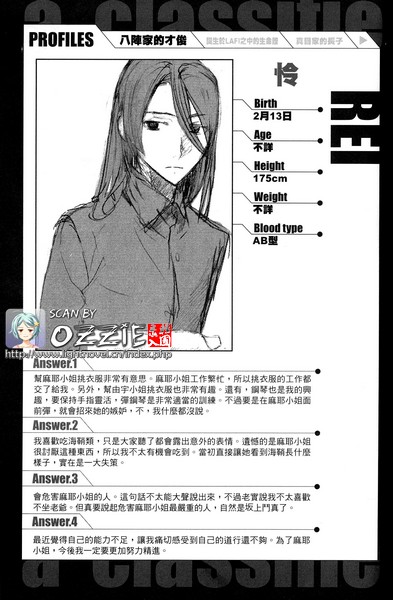 a classifie
PROFILES
八陣家的才俊
誕生於LAFI之中的生命體
真田家的長子
怜
REI
Birth
2月13日
Age
不詳
Height
175cm
Weight
不詳
Blood type
AB型
SCAN BY
OZZIE
http://www.lightnovel.cn/index.php
Answer.1
幫麻耶小姐挑衣服非常有意思。麻耶小姐工作繁忙，所以挑衣服的工作都
交了給我。另外，幫由宇小姐挑衣服也非常有趣。還有，鋼琴也是我的興
趣，要保持手指靈活，彈鋼琴是非常適當的訓練。不過要是在麻耶小姐面
前彈，就會招來她的嫉妒，不，我什麼都沒說。
Answer.2
我喜歡吃海鞘類，只是大家聽了都會露出意外的表情。遺憾的是麻耶小姐
很討厭這種東西，所以我不太有機會吃到。當初直接讓她看到海鞘長什麼
樣子，實在是一大失策。
Answer.3
會危害麻耶小姐的人。這句話不太能大聲說出來，不過老實說我不太喜歡
不坐老爺。但真要說起危害麻耶小姐最嚴重的人，自然是坂上鬥真了。
Answer.4
最近覺得自己的能力不足，讓我痛切感受到自己的道行還不夠。為了麻耶
小姐，今後我一定要更加努力精進。
a classifie